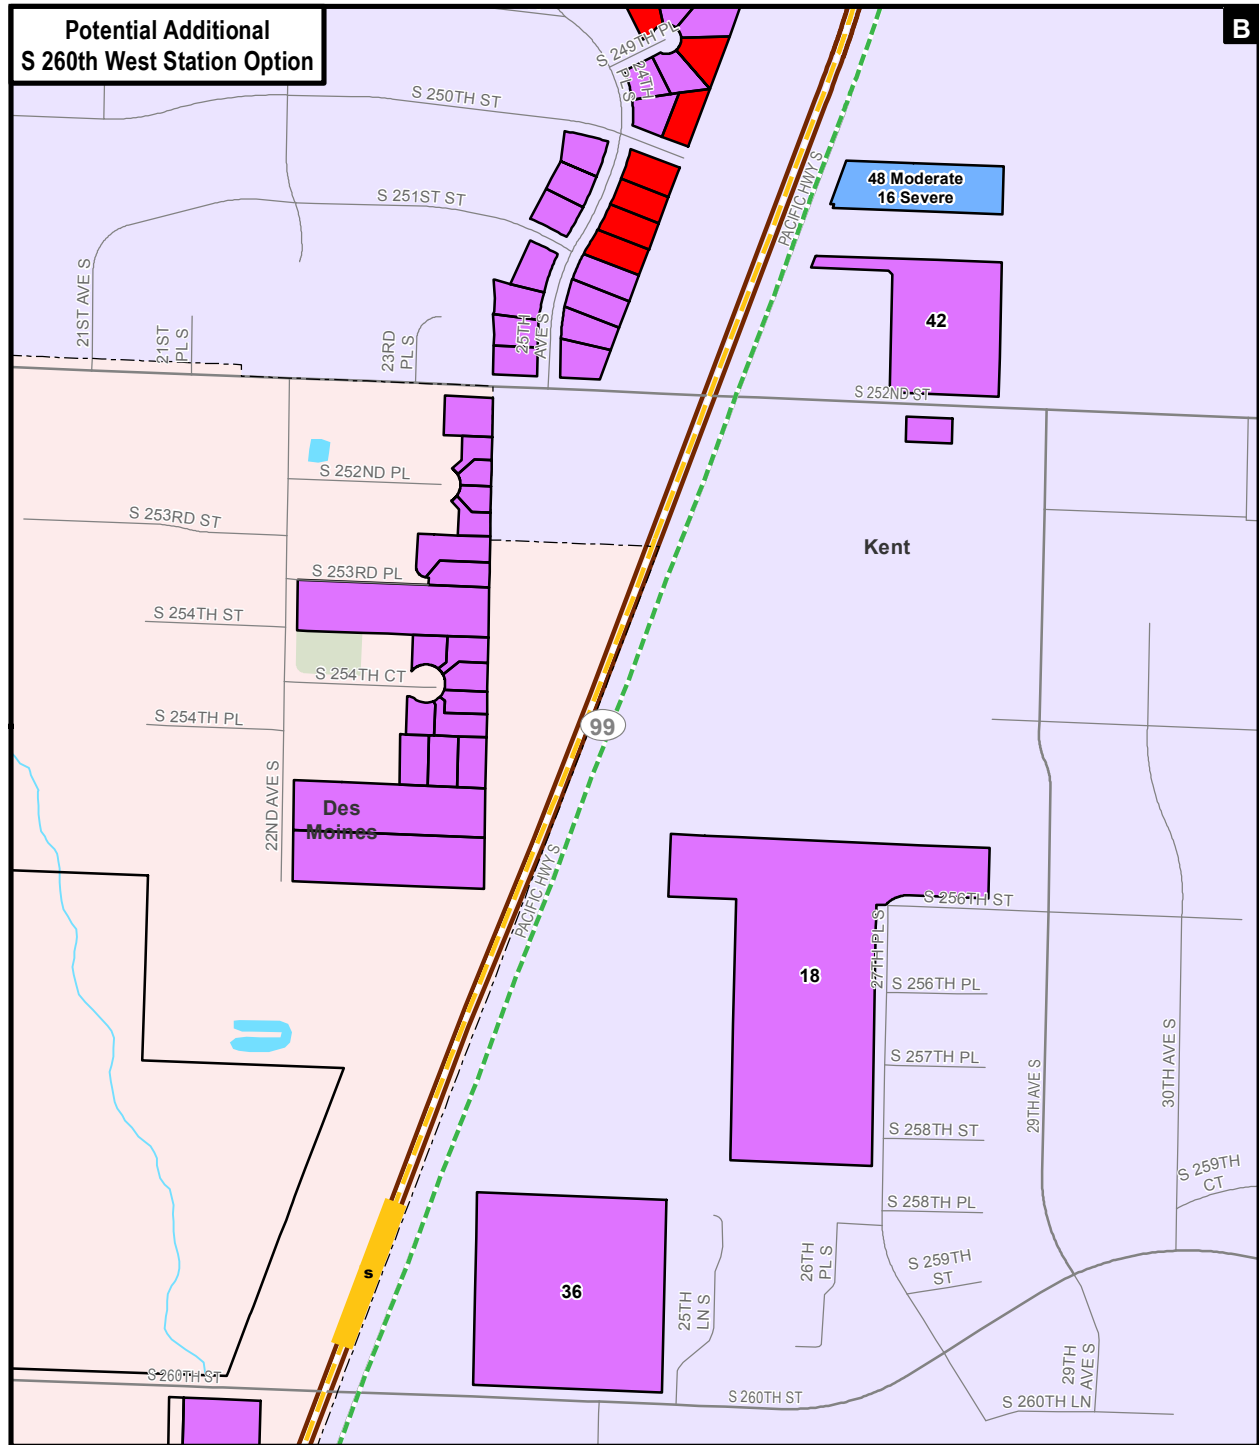 Potential Additional
S 260th West Station Option
B
S 249TH PL
24TH
PL S
S 250TH ST
48 Moderate
16 Severe
PACIFIC HWY S
S 251ST ST
21ST AVE S
21ST
PL S
23RD
PL S
25TH
AVE S
42
S 252ND ST
S 252ND PL
S 253RD ST
Kent
S 253RD PL
S 254TH ST
S 254TH CT
S 254TH PL
99
22ND AVE S
Des
Moines
PACIFIC HWY S
S 256TH ST
27TH PL S
18
S 256TH PL
S 257TH PL
29TH AVE S
30TH AVE S
S 258TH ST
S 259TH
CT
S 258TH PL
26TH
PL S
S 259TH
ST
s
36
25TH
LN S
29TH
AVE S
S 260TH ST
S 260TH ST
S 260TH LN